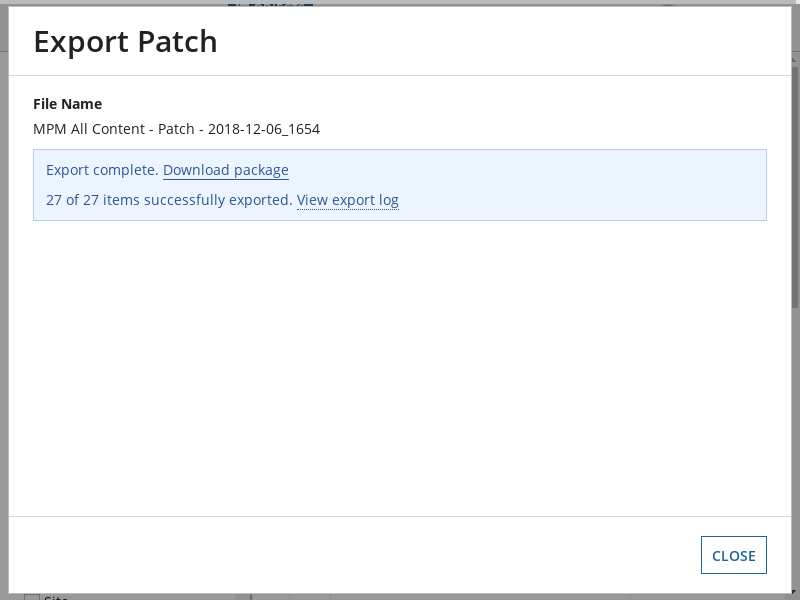 Export Patch
File Name
MPM All Content - Patch - 2018-12-06_1654
Export complete. Download package
27 of 27 items successfully exported. View export log
CLOSE